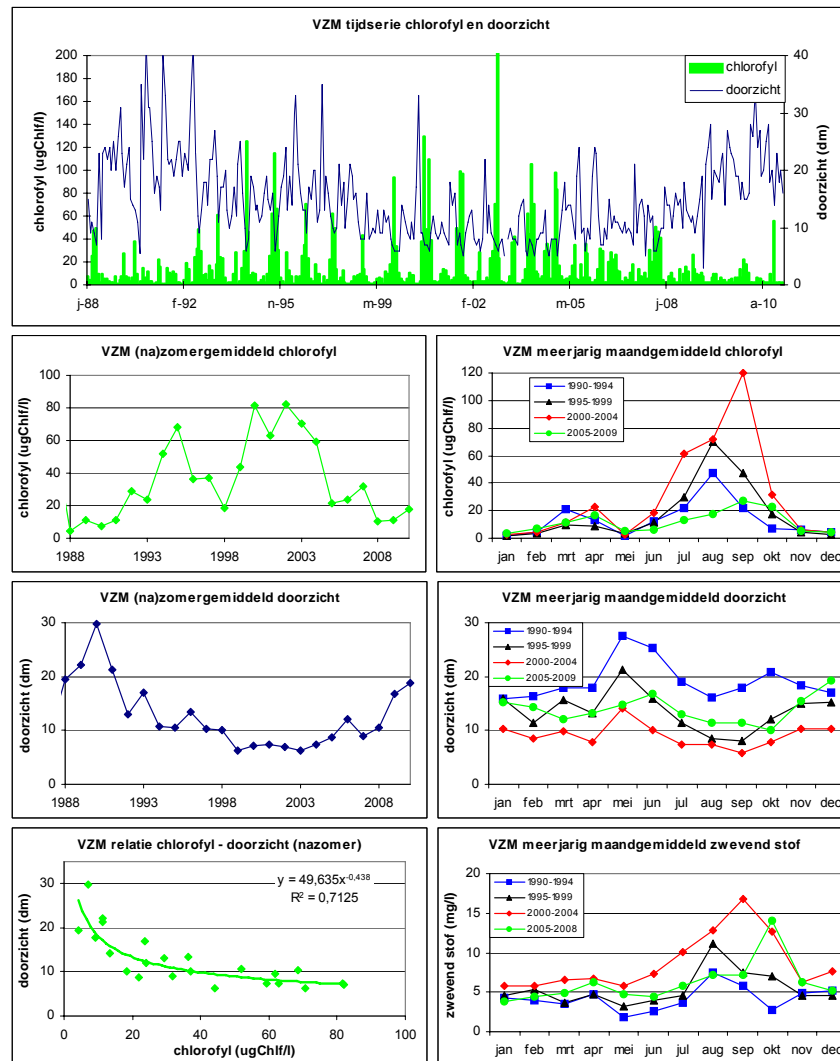 VZM tijdserie chlorofyl en doorzicht
chlorofyl (ugChlf/l)
200
180
160
140
120
100
80
60
40
20
0
j-88
f-92
n-95
m-99
f-02
m-05
j-08
a-10
40
30
20
10
0
doorzicht (dm)
chlorofyl
doorzicht
VZM (na)zomergemiddeld chlorofyl
chlorofyl (ugChlf/l)
100
80
60
40
20
0
1988
1993
1998
2003
2008
VZM meerjarig maandgemiddeld chlorofyl
chlorofyl (ugChlf/l)
120
100
80
60
40
20
0
1990-1994
1995-1999
2000-2004
2005-2009
jan feb mrt apr mei jun jul aug sep okt nov dec
VZM (na)zomergemiddeld doorzicht
doorzicht (dm)
30
20
10
0
1988
1993
1998
2003
2008
VZM meerjarig maandgemiddeld doorzicht
doorzicht (dm)
30
20
10
0
1990-1994
1995-1999
2000-2004
2005-2009
jan feb mrt apr mei jun jul aug sep okt nov dec
VZM relatie chlorofyl - doorzicht (nazomer)
y = 49,635x^-0,438
R² = 0,7125
doorzicht (dm)
30
20
10
0
0
20
40
60
80
100
chlorofyl (ugChlf/l)
VZM meerjarig maandgemiddeld zwevend stof
zwevend stof (mg/l)
20
15
10
5
0
1990-1994
1995-1999
2000-2004
2005-2008
jan feb mrt apr mei jun jul aug sep okt nov dec